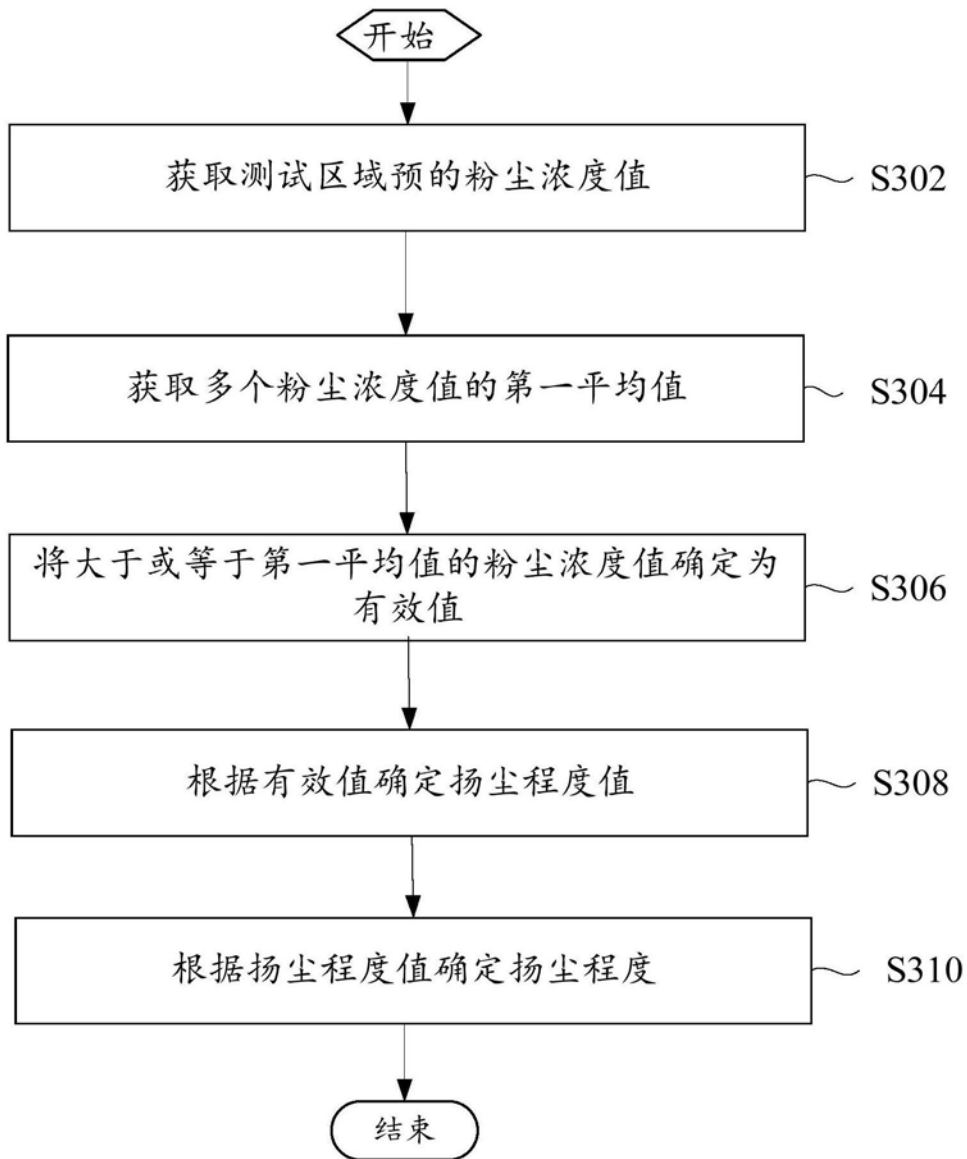 开始
获取测试区域预的粉尘浓度值
S302
获取多个粉尘浓度值的第一平均值
S304
将大于或等于第一平均值的粉尘浓度值确定为
有效值
S306
根据有效值确定扬尘程度值
S308
根据扬尘程度值确定扬尘程度
S310
结束